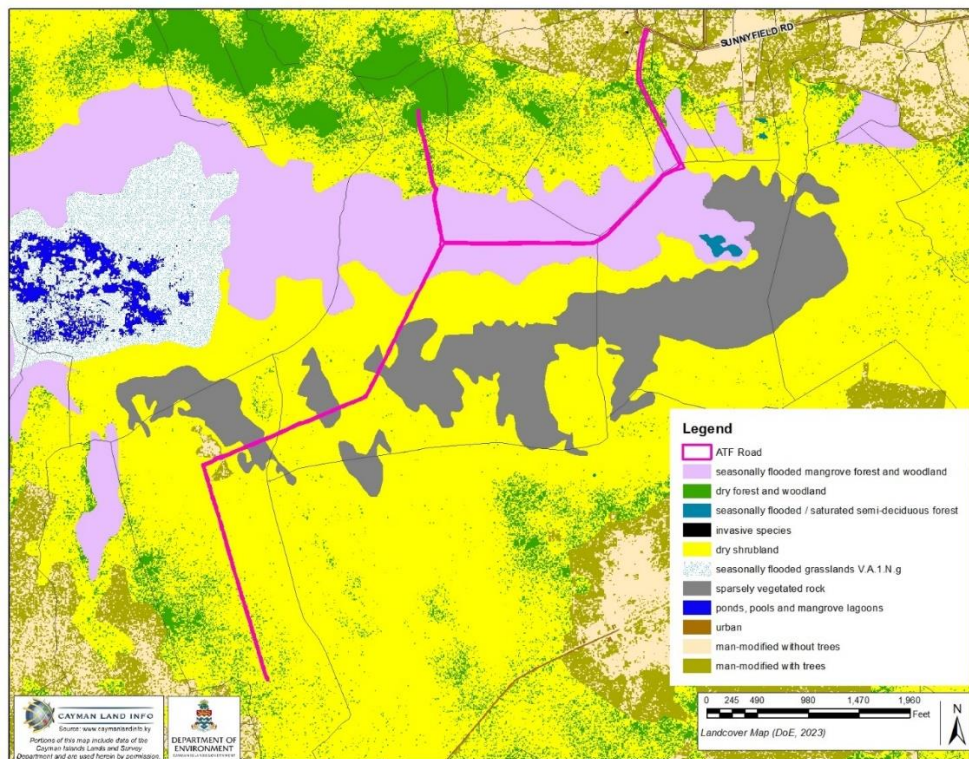 SUNNYFIELD RD
Legend
ATF Road
seasonally flooded mangrove forest and woodland
dry forest and woodland
seasonally flooded / saturated semi-deciduous forest
invasive species
dry shrubland
seasonally flooded grasslands V.A.1.N.g
sparsely vegetated rock
ponds, pools and mangrove lagoons
urban
man-modified without trees
man-modified with trees
0 245 490 980 1,470 1,960
Feet
N
Landcover Map (DoE, 2023)
CAYMAN LAND INFO
Source: www.caymanlandinfo.ky
Portions of this map include data of the
Cayman Islands Lands and Survey
Department and are used herein by permission.
DEPARTMENT OF
ENVIRONMENT